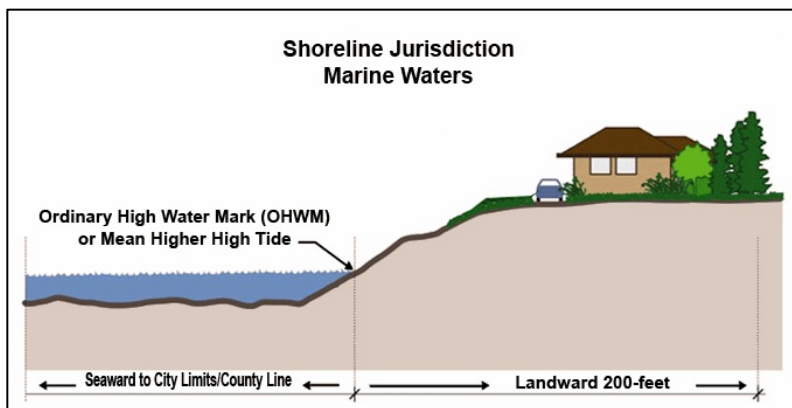 Shoreline Jurisdiction
Marine Waters
Ordinary High Water Mark (OHWM)
or Mean Higher High Tide
Seaward to City Limits/County Line
Landward 200-feet